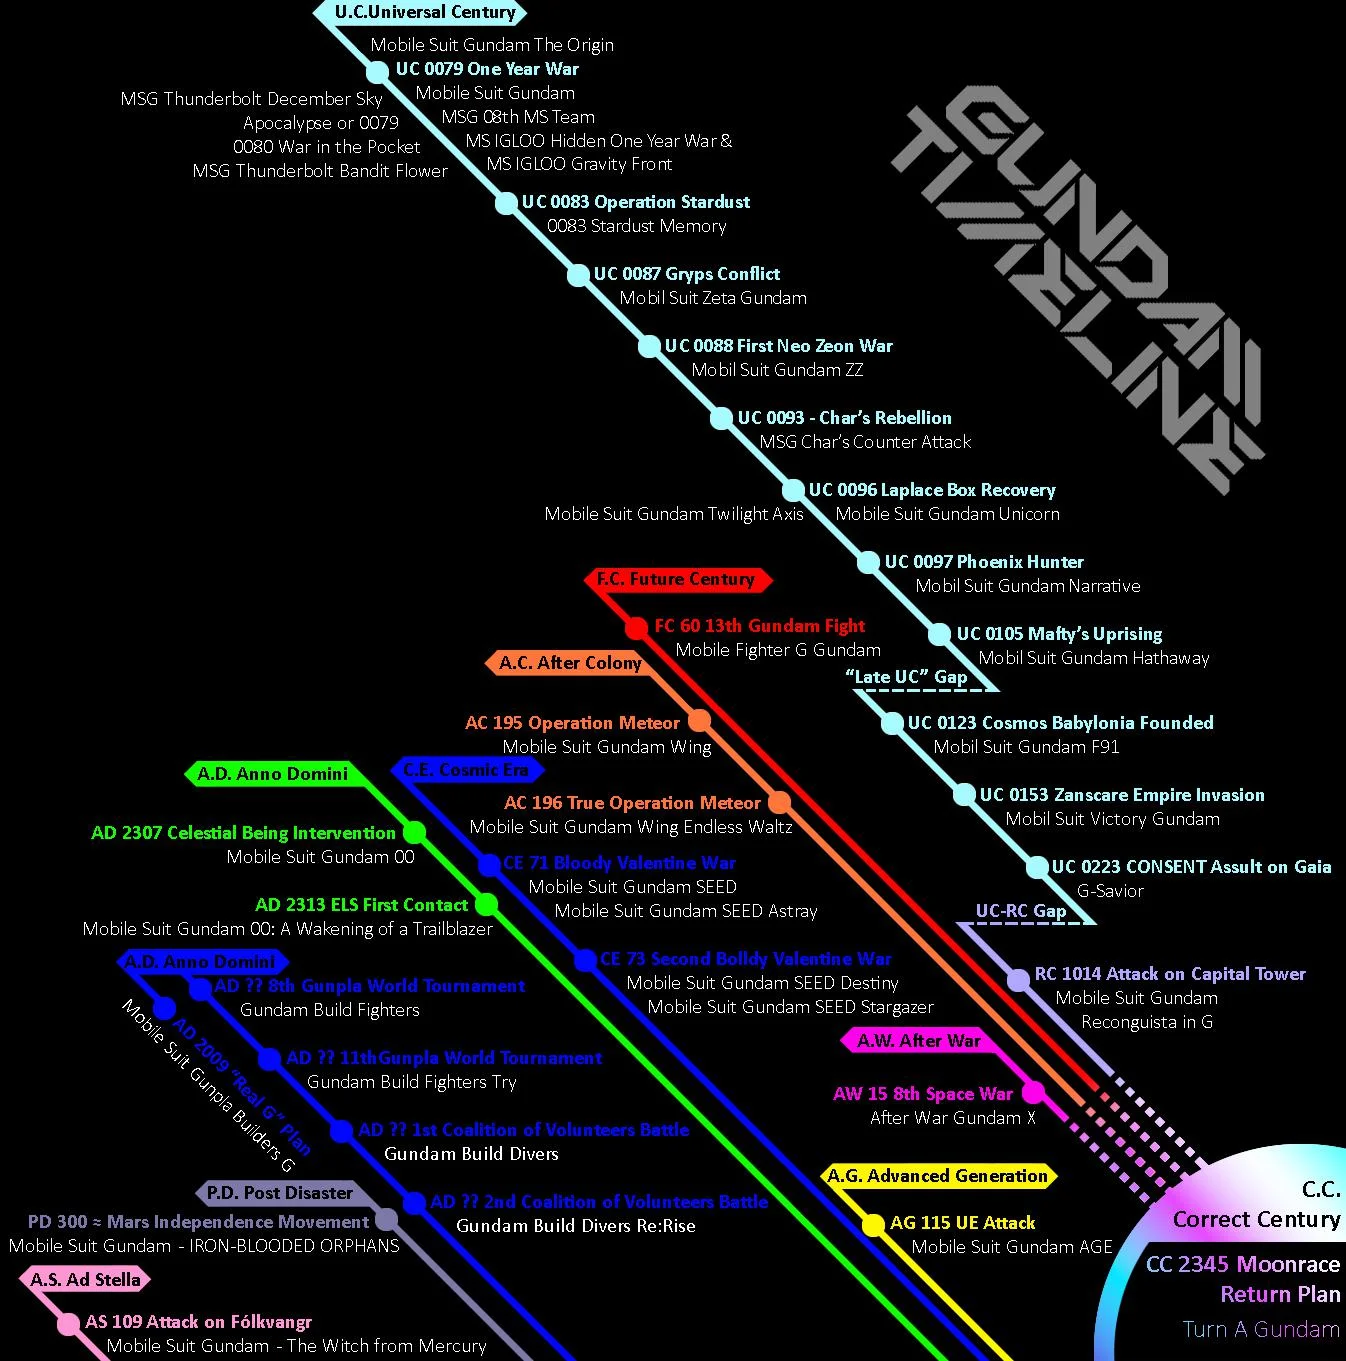 U.C.Universal Century
Mobile Suit Gundam The Origin
UC 0079 One Year War
Mobile Suit Gundam
MSG 08th MS Team
MS IGLOO Hidden One Year War &
MS IGLOO Gravity Front
MSG Thunderbolt December Sky
Apocalypse or 0079
0080 War in the Pocket
MSG Thunderbolt Bandit Flower
GUNDAM
TIMELINE
UC 0083 Operation Stardust
0083 Stardust Memory
UC 0087 Gryps Conflict
Mobil Suit Zeta Gundam
UC 0088 First Neo Zeon War
Mobil Suit Gundam ZZ
UC 0093 - Char's Rebellion
MSG Char's Counter Attack
UC 0096 Laplace Box Recovery
Mobile Suit Gundam Twilight Axis
Mobile Suit Gundam Unicorn
UC 0097 Phoenix Hunter
Mobil Suit Gundam Narrative
UC 0105 Mafty's Uprising
Mobil Suit Gundam Hathaway
"Late UC" Gap
UC 0123 Cosmos Babylonia Founded
Mobil Suit Gundam F91
UC 0153 Zanscare Empire Invasion
Mobil Suit Victory Gundam
UC 0223 CONSENT Assult on Gaia
G-Savior
UC-RC Gap
RC 1014 Attack on Capital Tower
Mobile Suit Gundam
Reconguista in G
F.C. Future Century
FC 60 13th Gundam Fight
Mobile Fighter G Gundam
A.C. After Colony
AC 195 Operation Meteor
Mobile Suit Gundam Wing
AC 196 True Operation Meteor
Mobile Suit Gundam Wing Endless Waltz
A.W. After War
AW 15 8th Space War
After War Gundam X
C.E. Cosmic Era
CE 71 Bloody Valentine War
Mobile Suit Gundam SEED
Mobile Suit Gundam SEED Astray
CE 73 Second Bolldy Valentine War
Mobile Suit Gundam SEED Destiny
Mobile Suit Gundam SEED Stargazer
A.D. Anno Domini
AD 2307 Celestial Being Intervention
Mobile Suit Gundam 00
AD 2313 ELS First Contact
Mobile Suit Gundam 00: A Wakening of a Trailblazer
A.D. Anno Domini
AD 2009 "Real G" Plan
Mobile Suit Gunpla Builders G
AD ?? 8th Gunpla World Tournament
Gundam Build Fighters
AD ?? 11thGunpla World Tournament
Gundam Build Fighters Try
AD ?? 1st Coalition of Volunteers Battle
Gundam Build Divers
AD ?? 2nd Coalition of Volunteers Battle
Gundam Build Divers Re:Rise
A.G. Advanced Generation
AG 115 UE Attack
Mobile Suit Gundam AGE
P.D. Post Disaster
PD 300 ≈ Mars Independence Movement
Mobile Suit Gundam - IRON-BLOODED ORPHANS
A.S. Ad Stella
AS 109 Attack on Fólkvangr
Mobile Suit Gundam - The Witch from Mercury
C.C.
Correct Century
CC 2345 Moonrace
Return Plan
Turn A Gundam